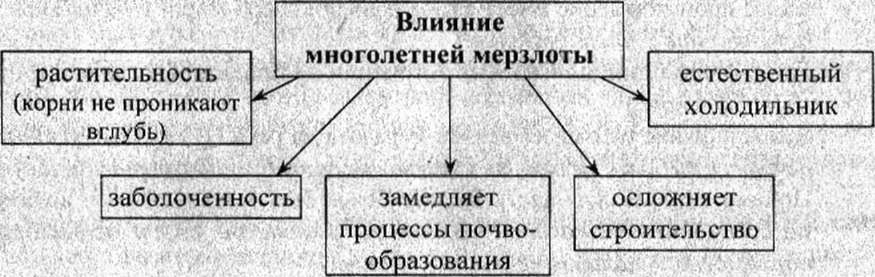 Влияние
многолетней мерзлоты
растительность
(корни не проникают
вглубь)
естественный
холодильник
заболоченность
замедляет
процессы почво-
образования
осложняет
строительство